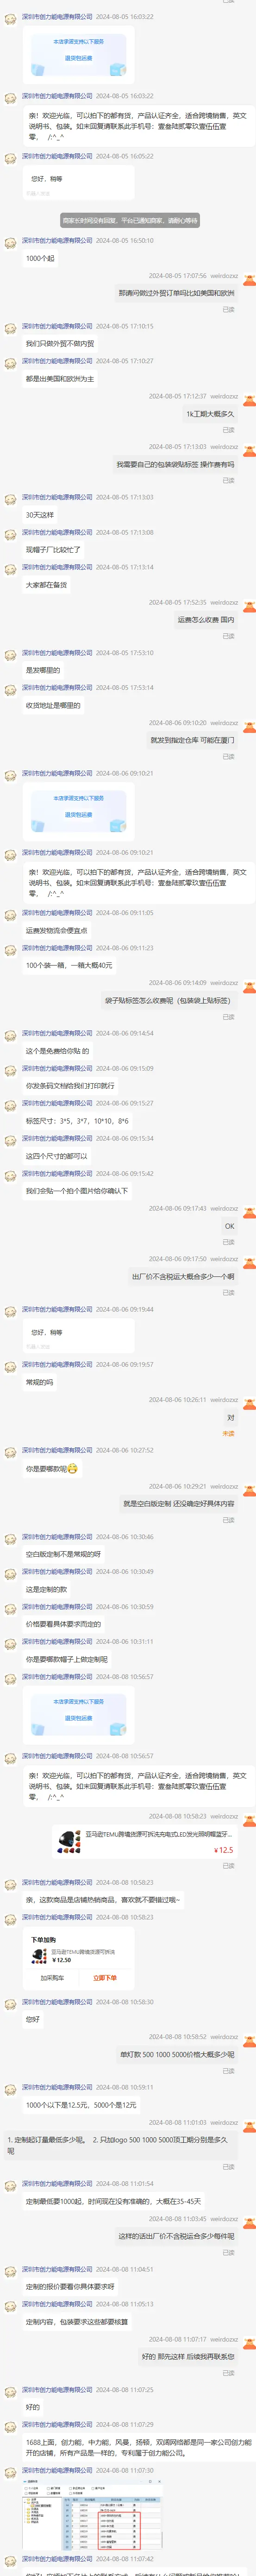 已读
深圳市创力能电源有限公司 2024-08-05 16:03:22
本店承诺支持以下服务
退货包运费
深圳市创力能电源有限公司 2024-08-05 16:03:22
亲！欢迎光临，可以拍下的都有货，产品认证齐全，适合跨境销售，英文
说明书、包装。如未回复请联系此手机号：壹叁陆贰零玖壹伍伍壹
零。 /:^_^
深圳市创力能电源有限公司 2024-08-05 16:05:22
您好，稍等
机器人发送
商家长时间没有回复，平台已通知商家，请耐心等待
深圳市创力能电源有限公司 2024-08-05 16:50:10
1000个起
2024-08-05 17:07:56 weirdozxz
那请问做过外贸订单吗比如美国和欧洲
已读
深圳市创力能电源有限公司 2024-08-05 17:10:15
我们只做外贸不做内贸
深圳市创力能电源有限公司 2024-08-05 17:10:27
都是出美国和欧洲为主
2024-08-05 17:12:37 weirdozxz
1k工期大概多久
已读
2024-08-05 17:13:03 weirdozxz
我需要自己的包装袋贴标签 操作费有吗
已读
深圳市创力能电源有限公司 2024-08-05 17:13:03
30天这样
深圳市创力能电源有限公司 2024-08-05 17:13:08
现帽子厂比较忙了
深圳市创力能电源有限公司 2024-08-05 17:13:14
大家都在备货
2024-08-05 17:52:35 weirdozxz
运费怎么收费 国内
已读
深圳市创力能电源有限公司 2024-08-05 17:53:10
是发哪里的
深圳市创力能电源有限公司 2024-08-05 17:53:14
收货地址是哪里的
2024-08-06 09:10:20 weirdozxz
就发到指定仓库 可能在厦门
已读
深圳市创力能电源有限公司 2024-08-06 09:10:21
本店承诺支持以下服务
退货包运费
深圳市创力能电源有限公司 2024-08-06 09:10:21
亲！欢迎光临，可以拍下的都有货，产品认证齐全，适合跨境销售，英文
说明书、包装。如未回复请联系此手机号：壹叁陆贰零玖壹伍伍壹
零。 /:^_^
深圳市创力能电源有限公司 2024-08-06 09:11:05
运费发物流会便宜点
深圳市创力能电源有限公司 2024-08-06 09:11:23
100个装一箱，一箱大概40元
2024-08-06 09:14:09 weirdozxz
袋子贴标签怎么收费呢（包装袋上贴标签）
已读
深圳市创力能电源有限公司 2024-08-06 09:14:54
这个是免费给你贴 的
深圳市创力能电源有限公司 2024-08-06 09:15:09
你发条码文档给我们打印就行
深圳市创力能电源有限公司 2024-08-06 09:15:27
标签尺寸：3*5，3*7，10*10，8*6
深圳市创力能电源有限公司 2024-08-06 09:15:34
这四个尺寸的都可以
深圳市创力能电源有限公司 2024-08-06 09:15:42
我们会贴一个拍个图片给你确认下
2024-08-06 09:17:43 weirdozxz
OK
已读
2024-08-06 09:17:50 weirdozxz
出厂价不含税运大概会多少一个啊
已读
深圳市创力能电源有限公司 2024-08-06 09:19:44
您好，稍等
机器人发送
深圳市创力能电源有限公司 2024-08-06 09:19:57
常规的吗
2024-08-06 10:26:11 weirdozxz
对
未读
深圳市创力能电源有限公司 2024-08-06 10:27:52
你是要哪款呢
2024-08-06 10:29:21 weirdozxz
就是空白版定制 还没确定好具体内容
已读
深圳市创力能电源有限公司 2024-08-06 10:30:46
空白版定制不是常规的呀
深圳市创力能电源有限公司 2024-08-06 10:30:49
这是定制的款
深圳市创力能电源有限公司 2024-08-06 10:30:59
价格要看具体要求而定的
深圳市创力能电源有限公司 2024-08-06 10:31:11
你是要哪款帽子上做定制呢
深圳市创力能电源有限公司 2024-08-08 10:56:57
本店承诺支持以下服务
退货包运费
深圳市创力能电源有限公司 2024-08-08 10:56:57
亲！欢迎光临，可以拍下的都有货，产品认证齐全，适合跨境销售，英文
说明书、包装。如未回复请联系此手机号：壹叁陆贰零玖壹伍伍壹
零。 /:^_^
2024-08-08 10:58:23 weirdozxz
亚马逊TEMU跨境货源可拆洗充电式LED发光照明帽蓝牙...
¥12.5
已读
深圳市创力能电源有限公司 2024-08-08 10:58:23
亲，这款商品是店铺热销商品，喜欢就不要错过哦~
深圳市创力能电源有限公司 2024-08-08 10:58:23
下单加购
亚马逊TEMU跨境货源可拆洗
¥12.50
加采购车 立即下单
深圳市创力能电源有限公司 2024-08-08 10:58:30
您好
2024-08-08 10:58:52 weirdozxz
单灯款 500 1000 5000价格大概多少呢
已读
深圳市创力能电源有限公司 2024-08-08 10:59:11
1000个以下是12.5元，5000个是12元
2024-08-08 11:01:03 weirdozxz
1. 定制起订量最低多少呢。 2. 只加logo 500 1000 5000顶工期分别是多久
呢
已读
深圳市创力能电源有限公司 2024-08-08 11:01:54
定制最低要1000起，时间现在没有准确的，大概在35-45天
2024-08-08 11:03:45 weirdozxz
这样的话出厂价不含税运会多少每件呢
已读
深圳市创力能电源有限公司 2024-08-08 11:04:51
定制的报价要看你具体要求呀
深圳市创力能电源有限公司 2024-08-08 11:05:13
定制内容，包装要求这些都要核算
2024-08-08 11:07:17 weirdozxz
好的 那先这样 后续我再联系您
已读
深圳市创力能电源有限公司 2024-08-08 11:07:25
好的
深圳市创力能电源有限公司 2024-08-08 11:07:29
1688上面，创力能、中力能、风曼、扬顿，双调网络都是同一家公司创力能
开的店铺，所有产品是一样的，专利属于创力能公司。
深圳市创力能电源有限公司 2024-08-08 11:07:30
深圳市创力能电源有限公司 2024-08-08 11:07:42